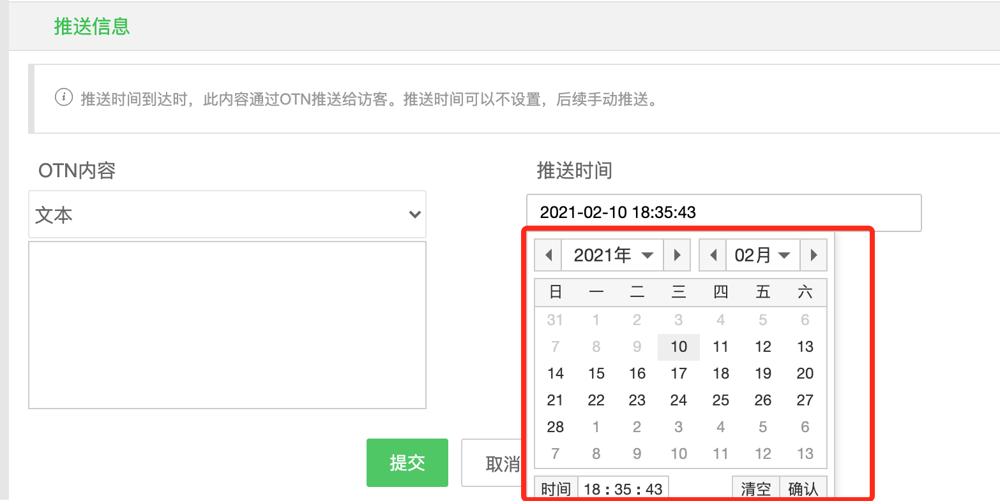 推送信息
推送时间到达时，此内容通过OTN推送给访客。推送时间可以不设置，后续手动推送。
OTN内容
文本
推送时间
2021-02-10 18:35:43
2021年 02月
日 一 二 三 四 五 六
31 1 2 3 4 5 6
7 8 9 10 11 12 13
14 15 16 17 18 19 20
21 22 23 24 25 26 27
28 1 2 3 4 5 6
7 8 9 10 11 12 13
时间 18 : 35 : 43 清空 确认
提交 取消